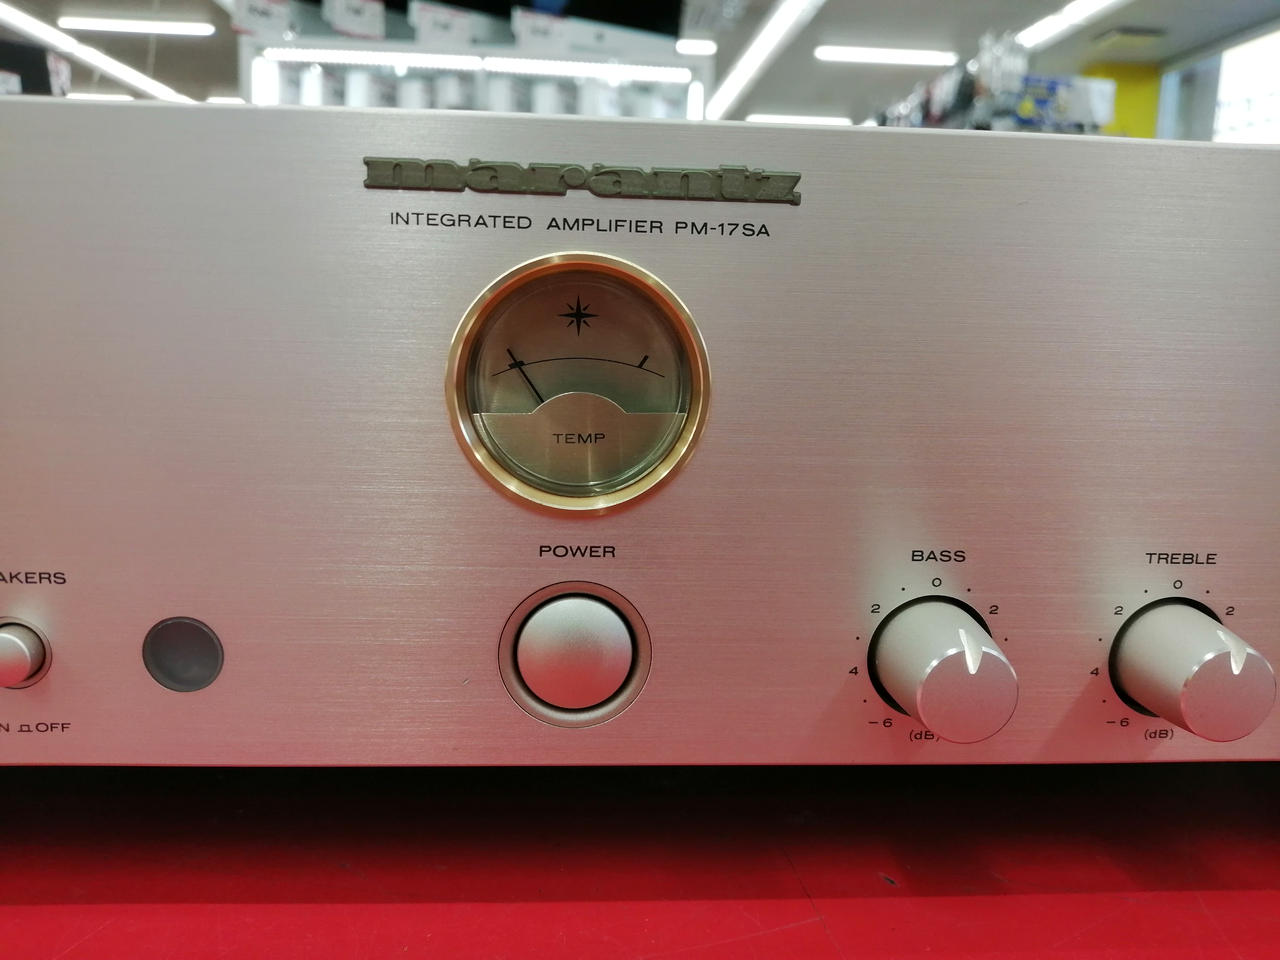 marantz
INTEGRATED AMPLIFIER PM-17SA
TEMP
POWER
AKERS
N OFF
BASS
0
2 2
4
-6
(dB)
TREBLE
0
2 2
4
-6
(dB)